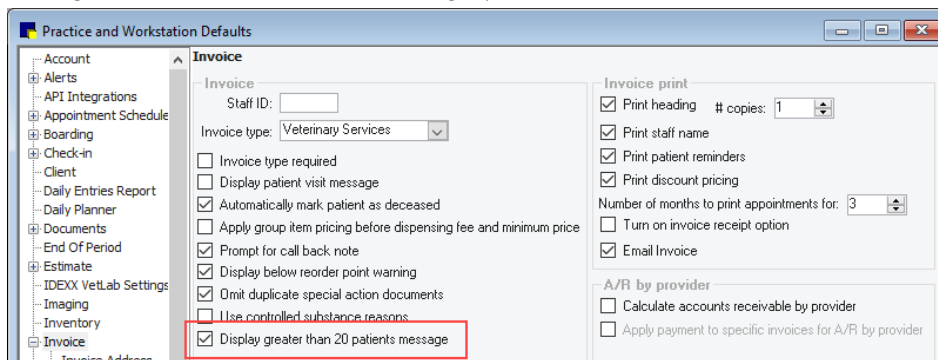 Practice and Workstation Defaults
Account
Alerts
API Integrations
Appointment Schedule
Boarding
Check-in
Client
Daily Entries Report
Daily Planner
Documents
End Of Period
Estimate
IDEXX VetLab Settings
Imaging
Inventory
Invoice
Invoice Address
Invoice
Invoice
Staff ID:
Invoice type: Veterinary Services
Invoice type required
Display patient visit message
Automatically mark patient as deceased
Apply group item pricing before dispensing fee and minimum price
Prompt for call back note
Display below reorder point warning
Omit duplicate special action documents
Use controlled substance reasons
Display greater than 20 patients message
Invoice print
Print heading # copies: 1
Print staff name
Print patient reminders
Print discount pricing
Number of months to print appointments for: 3
Turn on invoice receipt option
Email Invoice
A/R by provider
Calculate accounts receivable by provider
Apply payment to specific invoices for A/R by provider